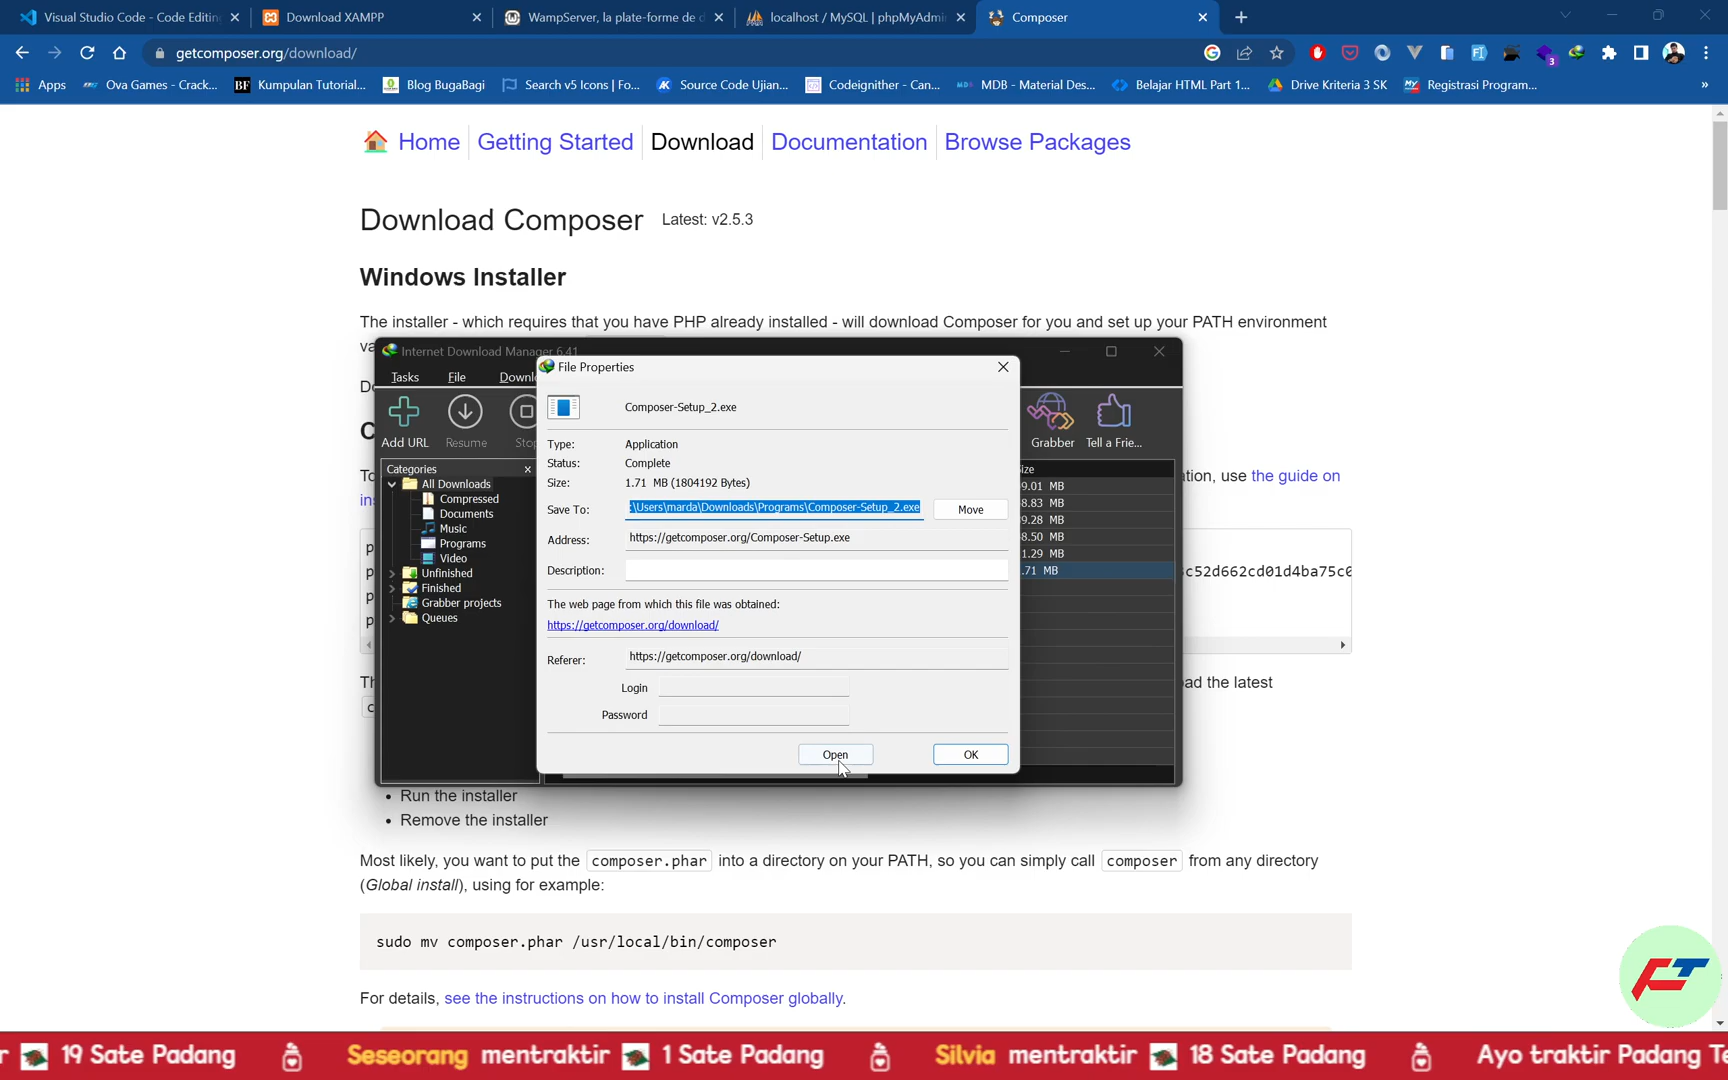 Visual Studio Code - Code Editing
Download XAMPP
WampServer, la plate-forme de d
localhost / MySQL | phpMyAdmin
Composer
getcomposer.org/download/
3
Apps
Ova Games - Crack...
BF Kumpulan Tutorial...
Blog BugaBagi
Search v5 Icons | Fo...
Source Code Ujian...
Codeignither - Can...
MDB - Material Des...
Belajar HTML Part 1...
Drive Kriteria 3 SK
Registrasi Program...
»
Home
Getting Started
Download
Documentation
Browse Packages
Download Composer
Latest: v2.5.3
Windows Installer
The installer - which requires that you have PHP already installed - will download Composer for you and set up your PATH environment
Internet Download Manager 6.41
Tasks
File
Downl
Add URL
Resume
Stop
Grabber
Tell a Frie...
Categories
All Downloads
Compressed
Documents
Music
Programs
Video
Unfinished
Finished
Grabber projects
Queues
Size
9.01 MB
8.83 MB
9.28 MB
8.50 MB
1.29 MB
.71 MB
File Properties
Composer-Setup_2.exe
Type: Application
Status: Complete
Size: 1.71 MB (1804192 Bytes)
Save To: :\Users\marda\Downloads\Programs\Composer-Setup_2.exe
Move
Address: https://getcomposer.org/Composer-Setup.exe
Description:
The web page from which this file was obtained:
https://getcomposer.org/download/
Referer: https://getcomposer.org/download/
Login
Password
Open
OK
ation, use the guide on
c52d662cd01d4ba75c0
ad the latest
Run the installer
Remove the installer
Most likely, you want to put the composer.phar into a directory on your PATH, so you can simply call composer from any directory
(Global install), using for example:
sudo mv composer.phar /usr/local/bin/composer
For details, see the instructions on how to install Composer globally.
FT
r 19 Sate Padang Seseorang mentraktir 1 Sate Padang Silvia mentraktir 18 Sate Padang Ayo traktir Padang Te